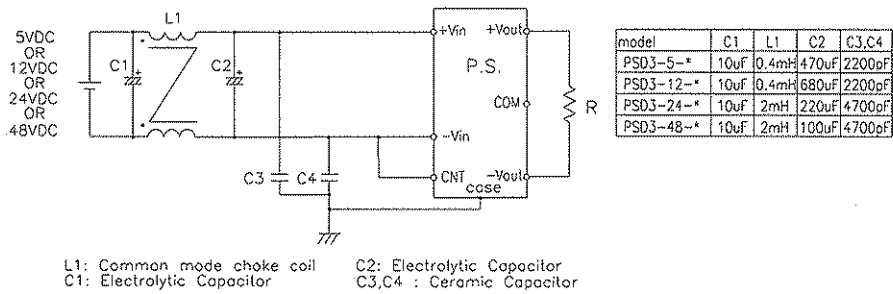 L1
5VDC
OR
12VDC
OR
24VDC
OR
48VDC
C1
+
C2
+
+Vin
+Vout
P.S.
COM
R
-Vin
CNT
-Vout
case
C3
C4
model C1 L1 C2 C3,C4
PSD3-5-* 10uF 0.4mH 470uF 2200pF
PSD3-12-* 10uF 0.4mH 680uF 2200pF
PSD3-24-* 10uF 2mH 220uF 4700pF
PSD3-48-* 10uF 2mH 100uF 4700pF
L1: Common mode choke coil C2: Electrolytic Capacitor
C1: Electrolytic Capacitor C3,C4 : Ceramic Capacitor